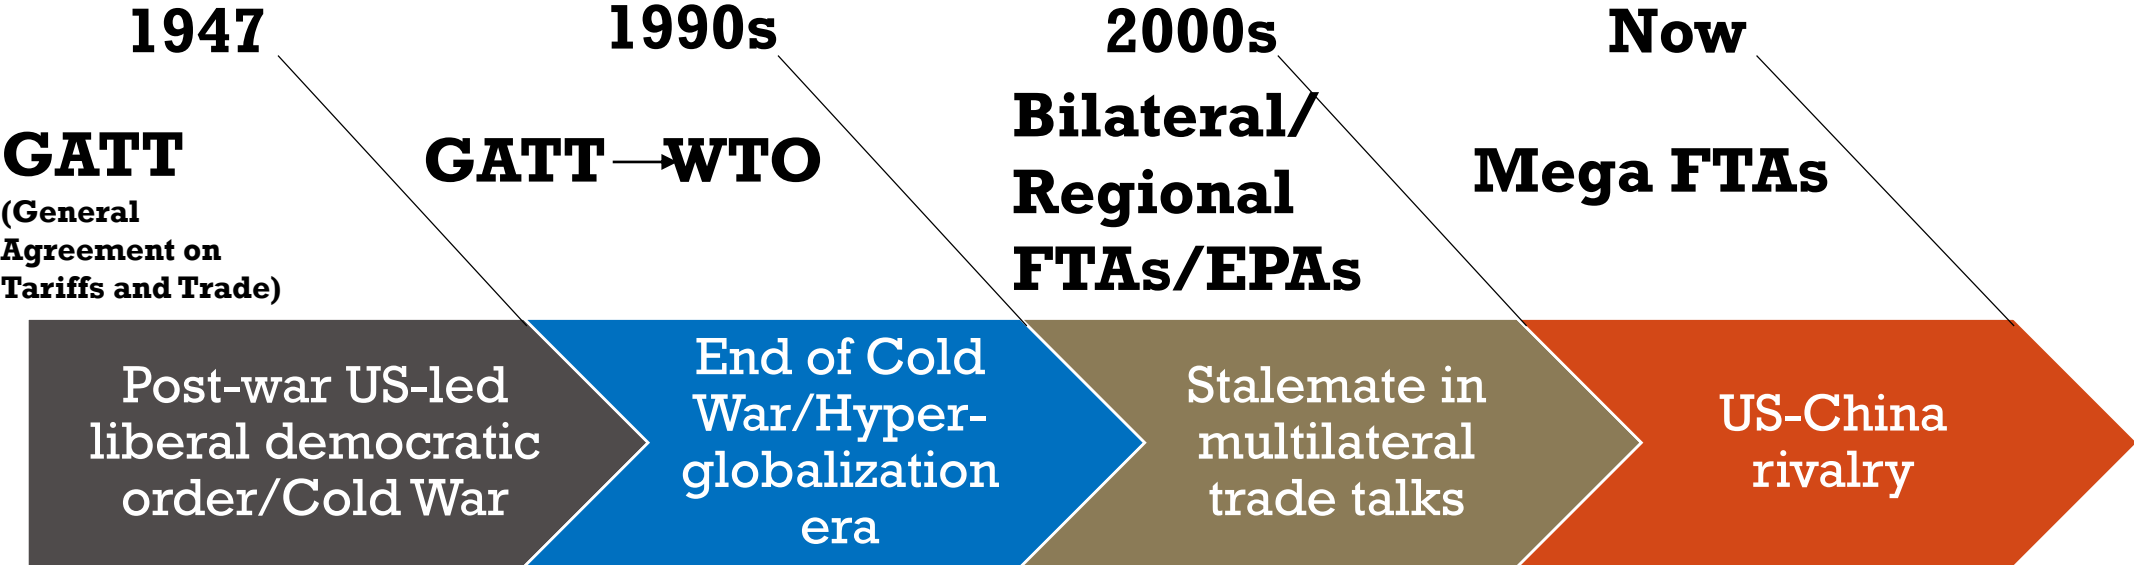 1947
GATT
(General
Agreement on
Tariffs and Trade)
Post-war US-led
liberal democratic
order/Cold War
1990s
GATT → WTO
End of Cold
War/Hyper-
globalization
era
2000s
Bilateral/
Regional
FTAs/EPAs
Stalemate in
multilateral
trade talks
Now
Mega FTAs
US-China
rivalry